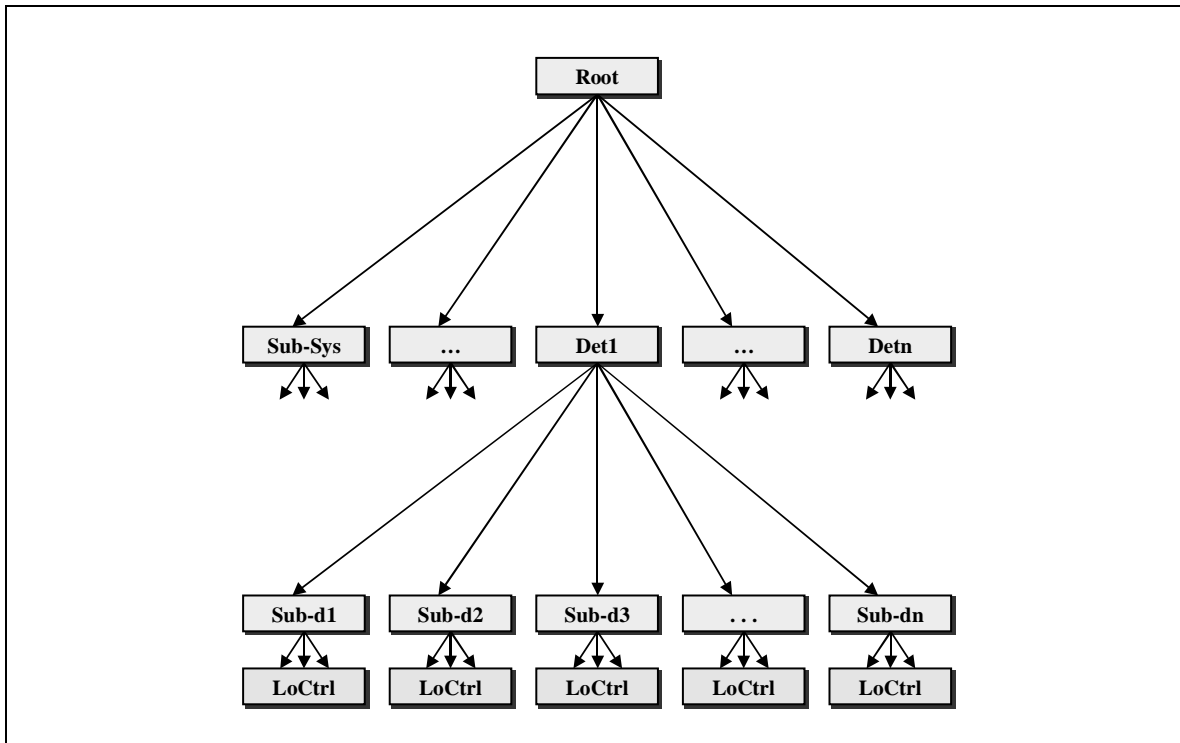 Root
Sub-Sys
...
Det1
...
Detn
Sub-d1
Sub-d2
Sub-d3
. . .
Sub-dn
LoCtrl
LoCtrl
LoCtrl
LoCtrl
LoCtrl